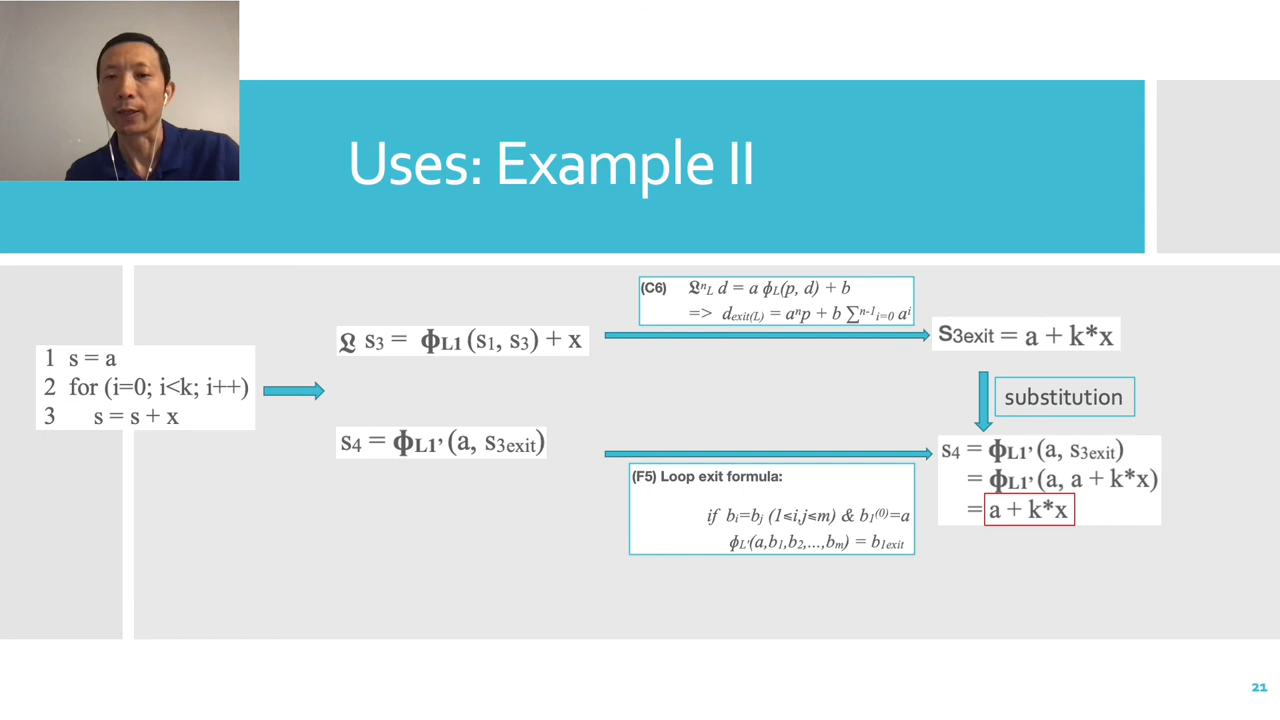 Uses: Example II
1 s = a
2 for (i=0; i<k; i++)
3 s = s + x
𝕷 s₃ = ϕL1 (s₁, s₃) + x
s₄ = ϕL1’ (a, s₃exit)
(C6) 𝕷ⁿL d = a ϕL(p, d) + b
=> dexit(L) = aⁿp + b ∑ⁿ⁻¹i=0 aⁱ
S₃exit = a + k*x
substitution
(F5) Loop exit formula:
if bi=bj (1≤i,j≤m) & b₁⁽⁰⁾=a
ϕL'(a,b₁,b₂,...,bm) = b₁exit
s₄ = ϕL1’ (a, s₃exit)
= ϕL1’ (a, a + k*x)
= a + k*x
21